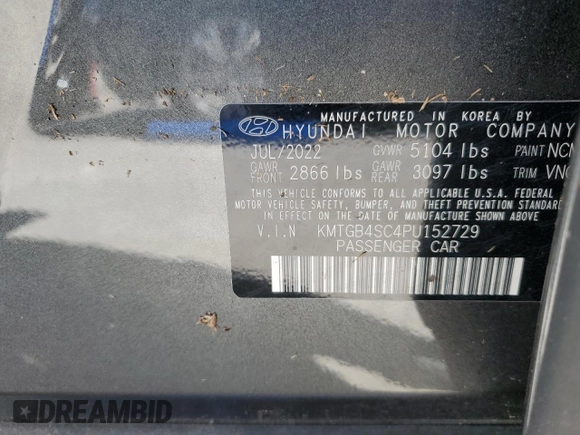 MANUFACTURED IN KOREA BY
HYUNDAI MOTOR COMPANY
JUL/2022 GVWR 5104 lbs PAINT NCM
GAWR FRONT 2866 lbs GAWR REAR 3097 lbs TRIM VNG
THIS VEHICLE CONFORMS TO ALL APPLICABLE U.S.A. FEDERAL
MOTOR VEHICLE SAFETY, BUMPER, AND THEFT PREVENTION STANDARDS
IN EFFECT ON THE DATE OF MANUFACTURE SHOWN ABOVE
V.I.N KMTGB4SC4PU152729
PASSENGER CAR
DREAMBID